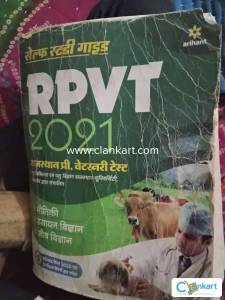 सेल्फ स्टडी गाइड
arihant
RPVT
2021
www.clankart.com
राजस्थान प्री. वेटरनरी टेस्ट
भौतिकी
रसायन विज्ञान
जीव विज्ञान
Clankart